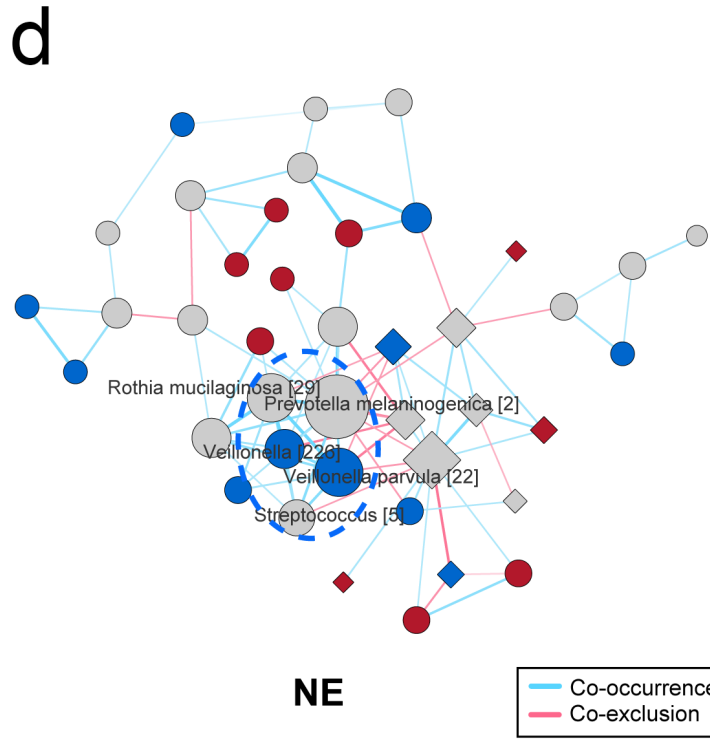 d
Rothia mucilaginosa [29]
Prevotella melaninogenica [2]
Veillonella [226]
Veillonella parvula [22]
Streptococcus [5]
NE
Co-occurrence
Co-exclusion